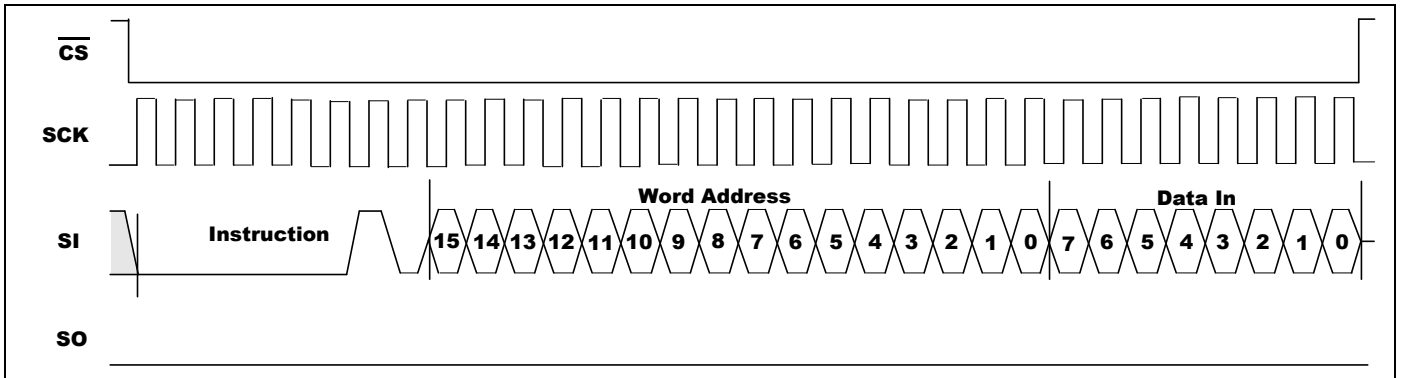 CS
SCK
Word Address
Data In
SI
Instruction
15 14 13 12 11 10 9 8 7 6 5 4 3 2 1 0 7 6 5 4 3 2 1 0
SO